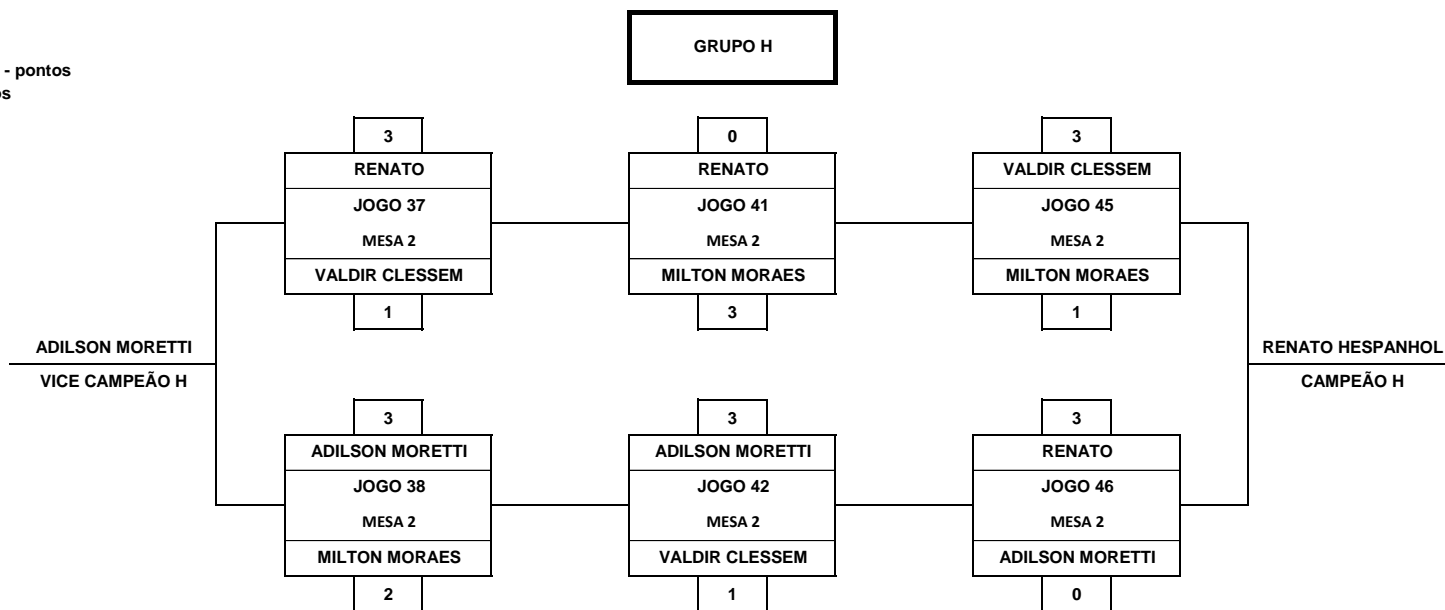 GRUPO H
- pontos
3
0
3
RENATO
RENATO
VALDIR CLESSEM
JOGO 37
JOGO 41
JOGO 45
MESA 2
MESA 2
MESA 2
VALDIR CLESSEM
MILTON MORAES
MILTON MORAES
1
3
1
ADILSON MORETTI
RENATO HESPANHOL
VICE CAMPEÃO H
CAMPEÃO H
3
3
3
ADILSON MORETTI
ADILSON MORETTI
RENATO
JOGO 38
JOGO 42
JOGO 46
MESA 2
MESA 2
MESA 2
MILTON MORAES
VALDIR CLESSEM
ADILSON MORETTI
2
1
0